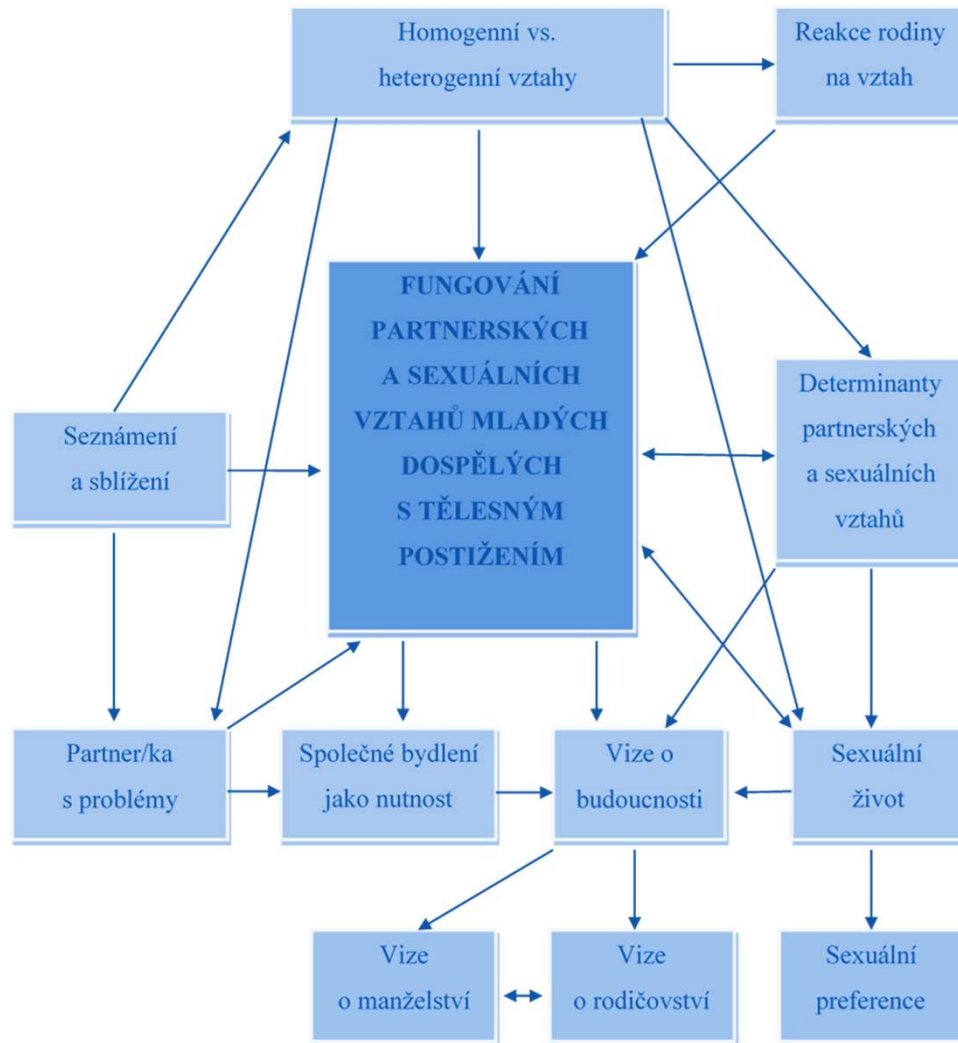 Homogenní vs.
heterogenní vztahy
Reakce rodiny
na vztah
FUNGOVÁNÍ
PARTNERSKÝCH
A SEXUÁLNÍCH
VZTAHŮ MLADÝCH
DOSPĚLÝCH
S TĚLESNÝM
POSTIŽENÍM
Seznámení
a sblížení
Determinanty
partnerských
a sexuálních
vztahů
Partner/ka
s problémy
Společné bydlení
jako nutnost
Vize o
budoucnosti
Sexuální
život
Vize
o manželství
Vize
o rodičovství
Sexuální
preference